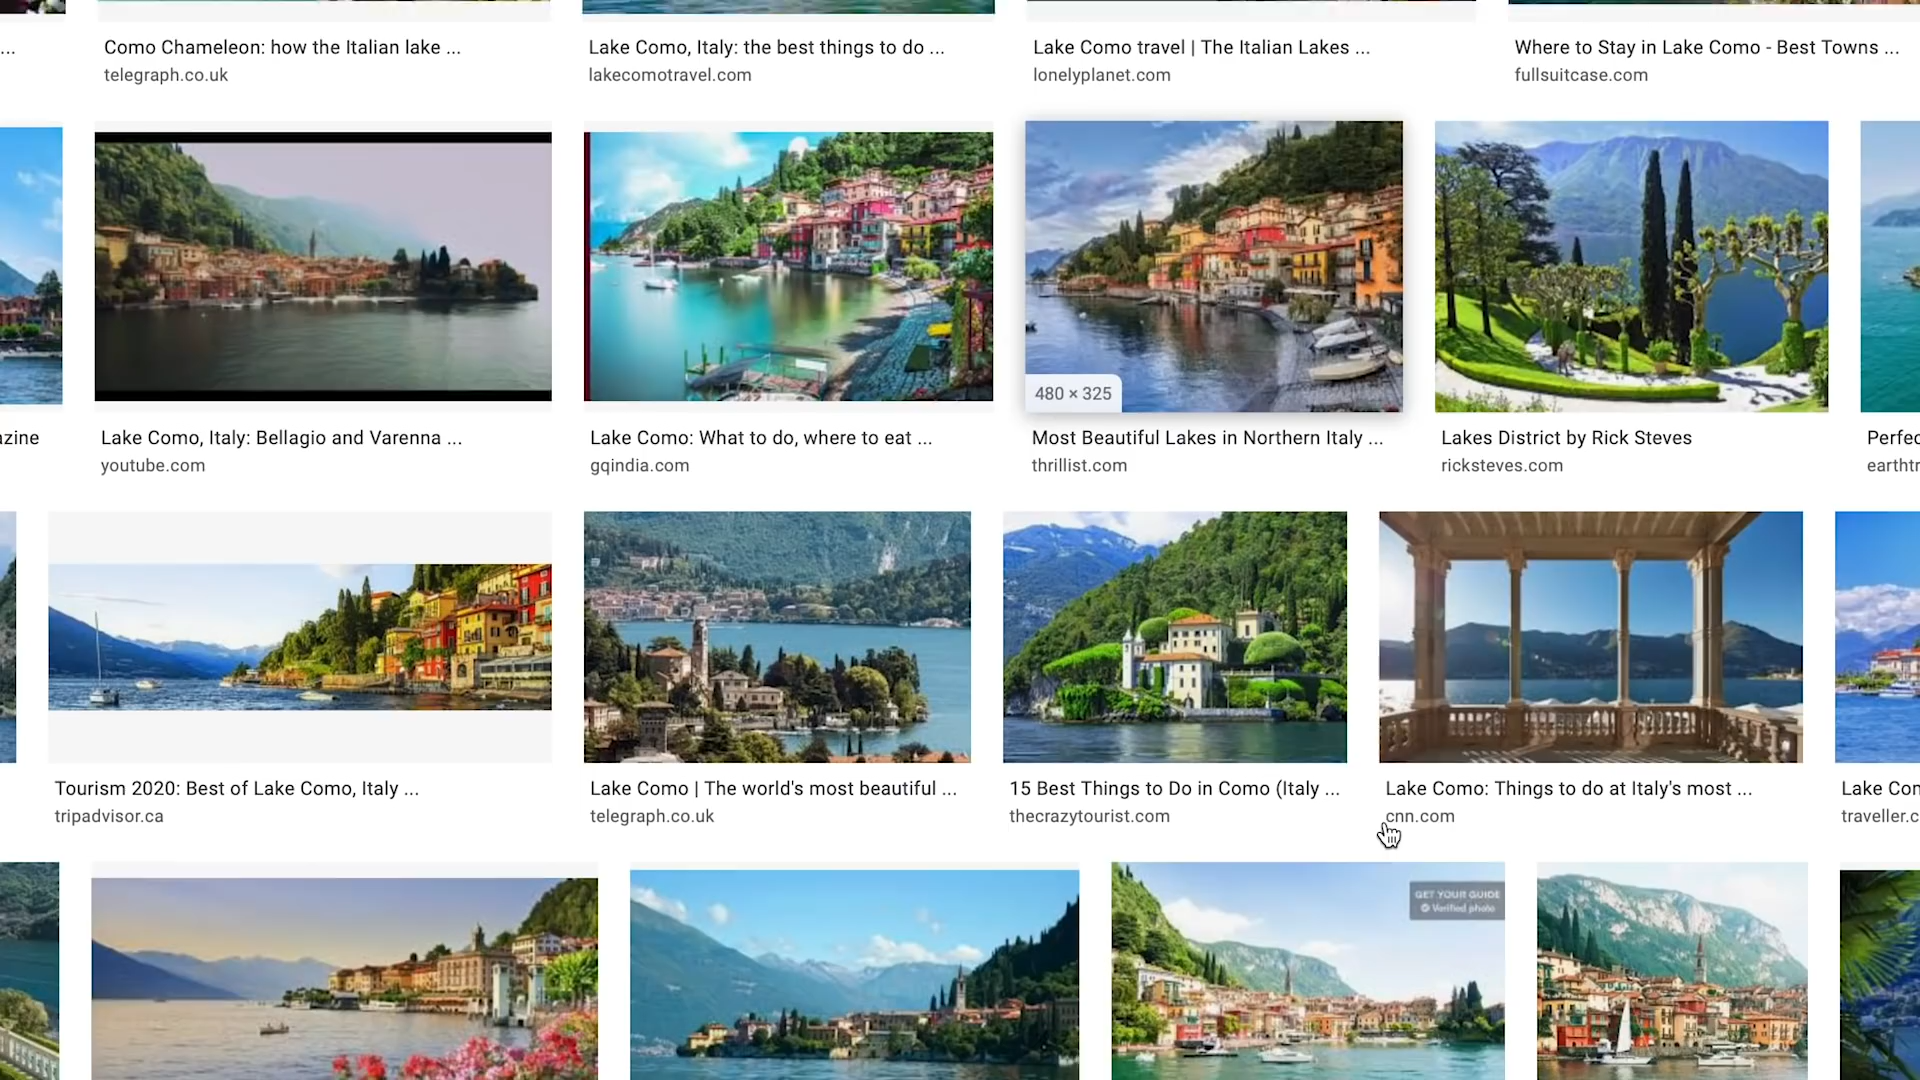 ...
Como Chameleon: how the Italian lake ...
telegraph.co.uk
Lake Como, Italy: the best things to do ...
lakecomotravel.com
Lake Como travel | The Italian Lakes ...
lonelyplanet.com
Where to Stay in Lake Como - Best Towns ...
fullsuitcase.com
480 × 325
azine
Lake Como, Italy: Bellagio and Varenna ...
youtube.com
Lake Como: What to do, where to eat ...
gqindia.com
Most Beautiful Lakes in Northern Italy ...
thrillist.com
Lakes District by Rick Steves
ricksteves.com
Perfec
earthtr
Tourism 2020: Best of Lake Como, Italy ...
tripadvisor.ca
Lake Como | The world's most beautiful ...
telegraph.co.uk
15 Best Things to Do in Como (Italy ...
thecrazytourist.com
Lake Como: Things to do at Italy's most ...
cnn.com
Lake Com
traveller.c
GET YOUR GUIDE
Verified photo